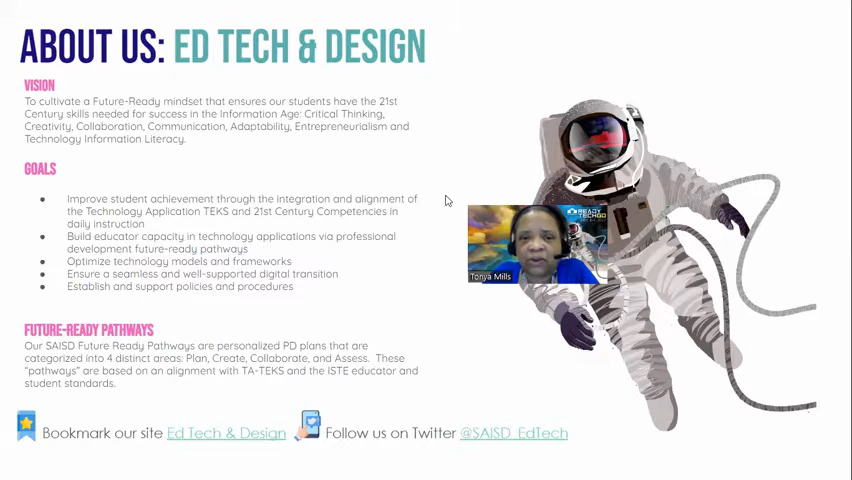 ABOUT US: ED TECH & DESIGN
VISION
To cultivate a Future-Ready mindset that ensures our students have the 21st
Century skills needed for success in the Information Age: Critical Thinking,
Creativity, Collaboration, Communication, Adaptability, Entrepreneurialism and
Technology Information Literacy.
GOALS
● Improve student achievement through the integration and alignment of
the Technology Application TEKS and 21st Century Competencies in
daily instruction
● Build educator capacity in technology applications via professional
development future-ready pathways
● Optimize technology models and frameworks
● Ensure a seamless and well-supported digital transition
● Establish and support policies and procedures
READY
TECHGO
Tonya Mills
FUTURE-READY PATHWAYS
Our SAISD Future Ready Pathways are personalized PD plans that are
categorized into 4 distinct areas: Plan, Create, Collaborate, and Assess. These
“pathways” are based on an alignment with TA-TEKS and the ISTE educator and
student standards.
Bookmark our site Ed Tech & Design Follow us on Twitter @SAISD_EdTech